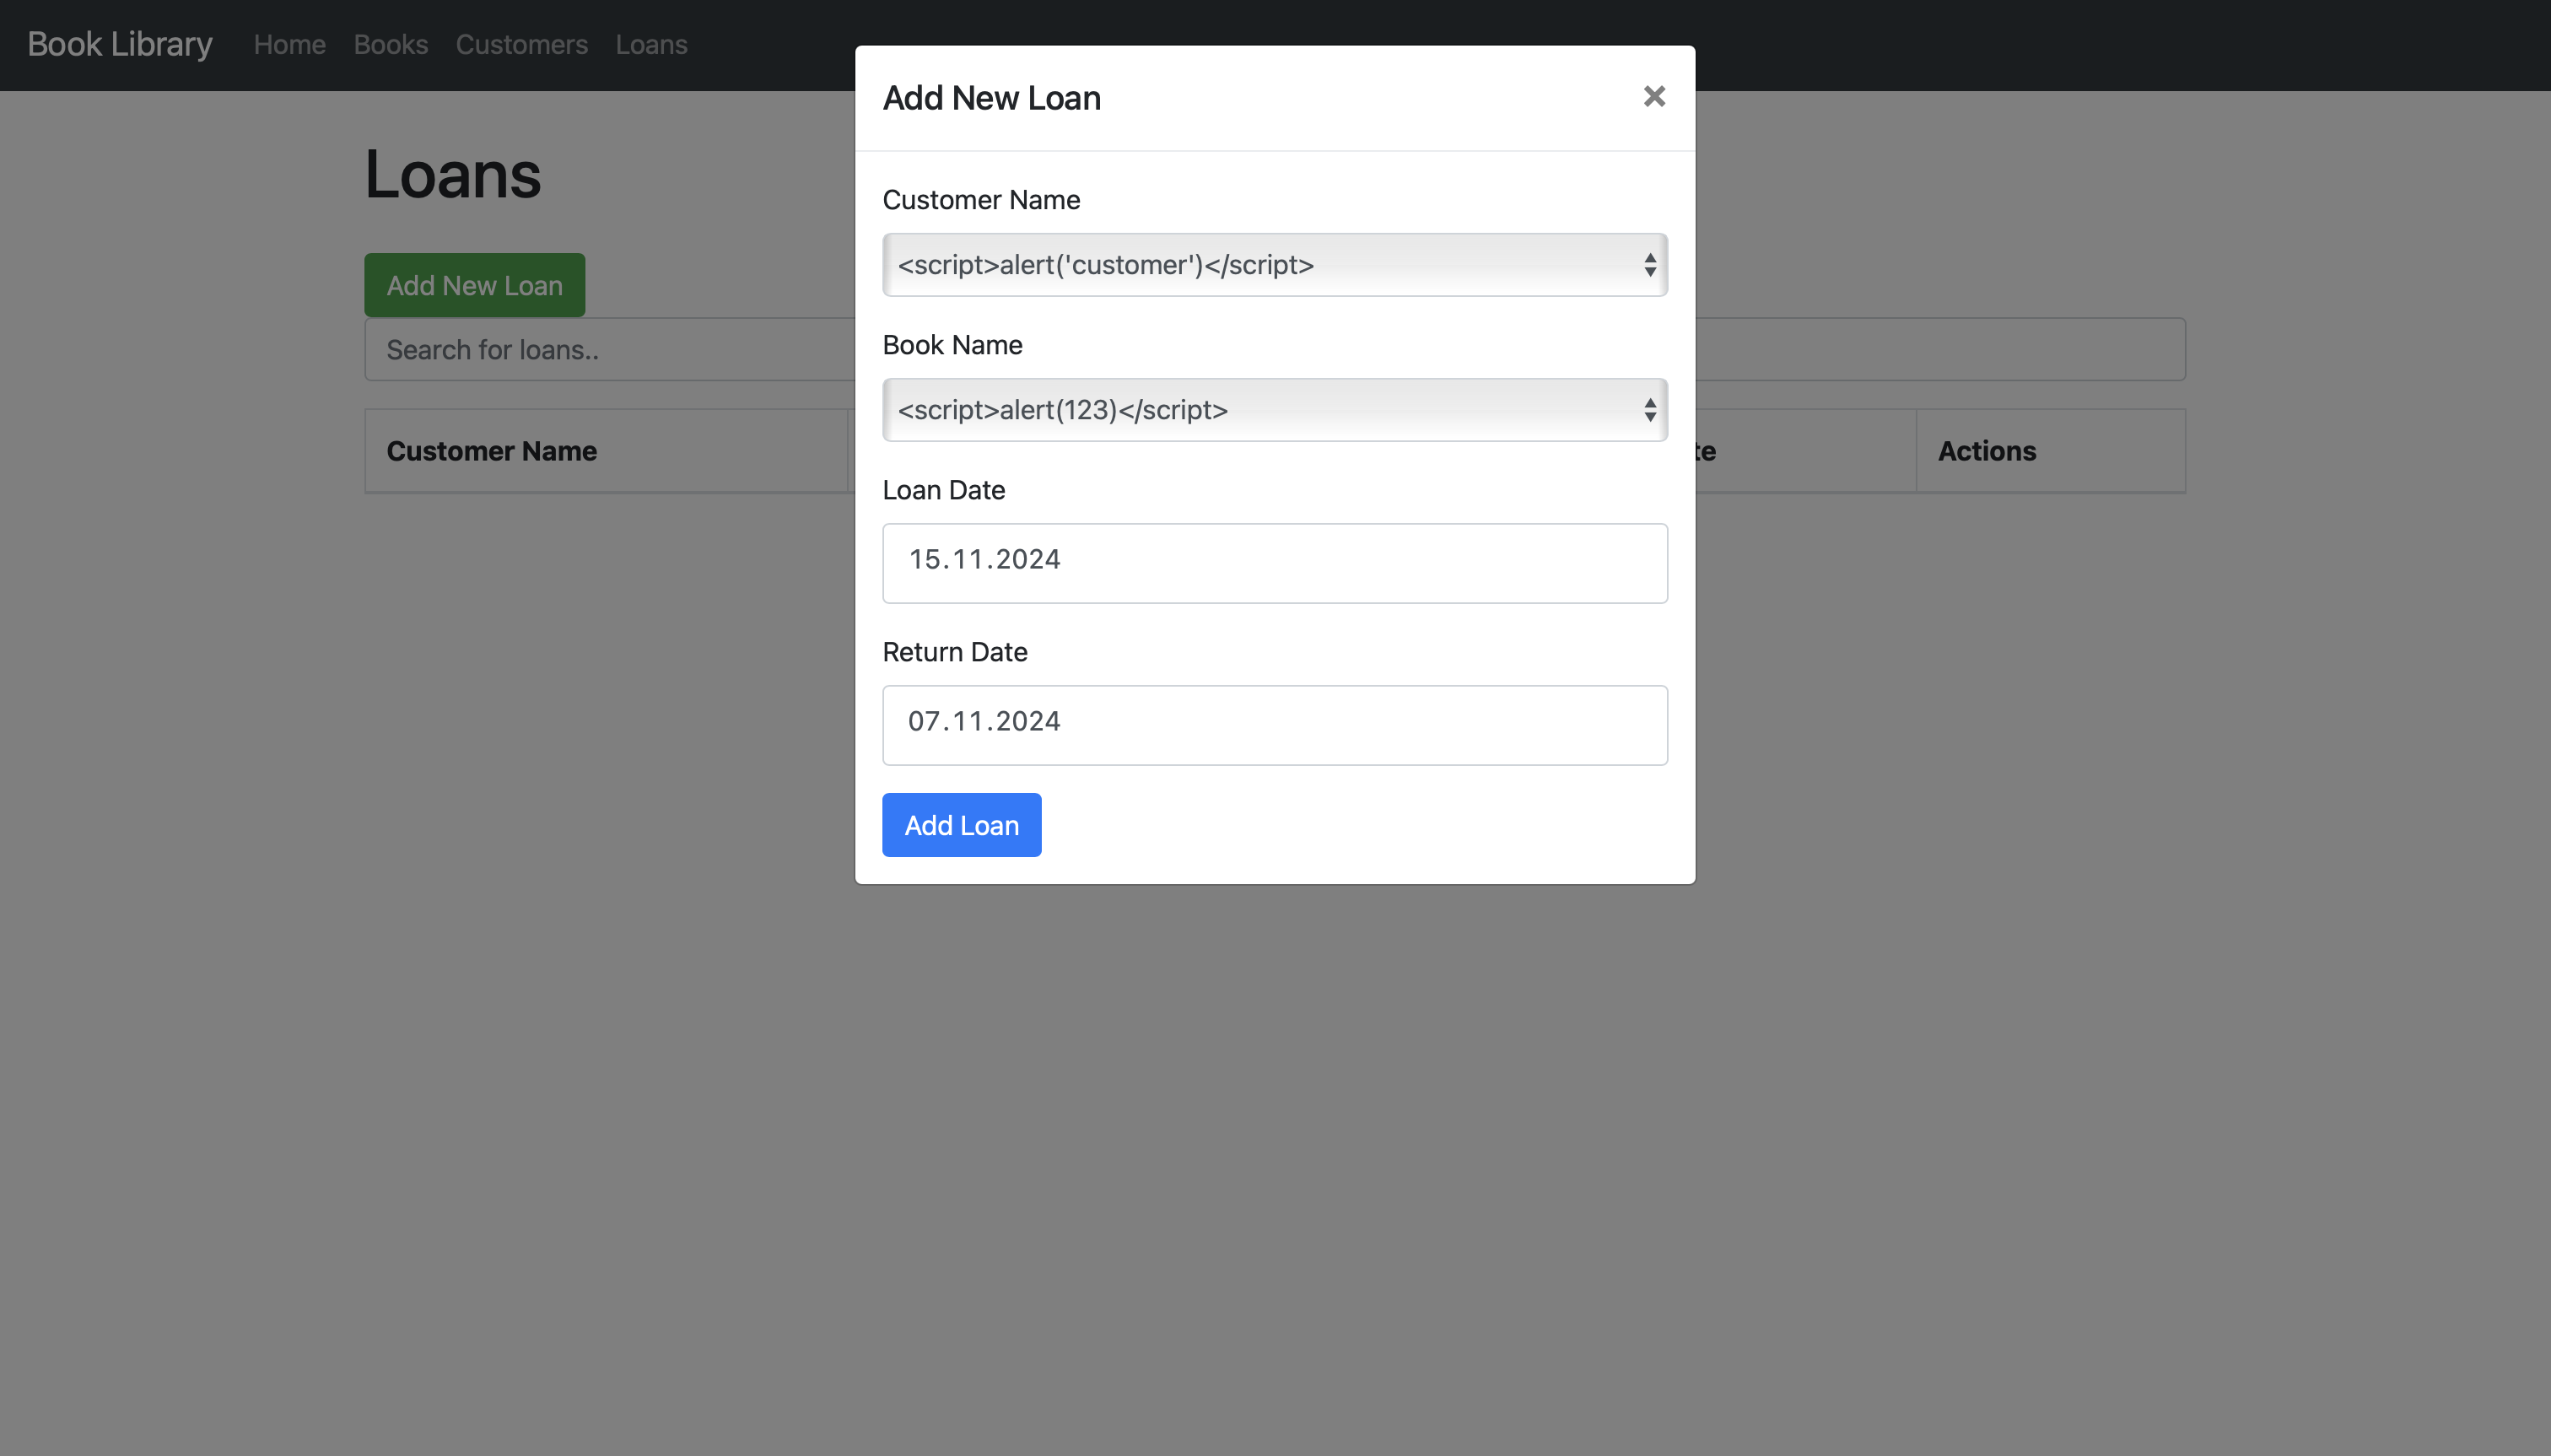 Book Library Home Books Customers Loans
Add New Loan ×
Loans
Customer Name
<script>alert('customer')</script>
Add New Loan
Search for loans..
Book Name
<script>alert(123)</script>
Customer Name te Actions
Loan Date
15.11.2024
Return Date
07.11.2024
Add Loan